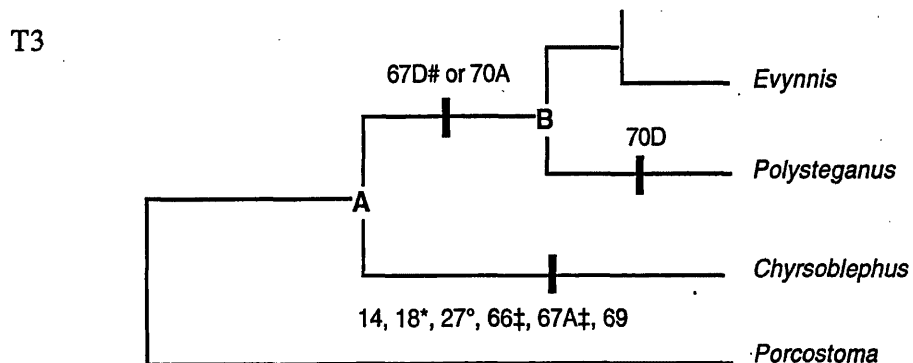 T3
67D# or 70A
Evynnis
B
70D
Polysteganus
A
Chyrsoblephus
14, 18*, 27°, 66‡, 67A‡, 69
Porcostoma